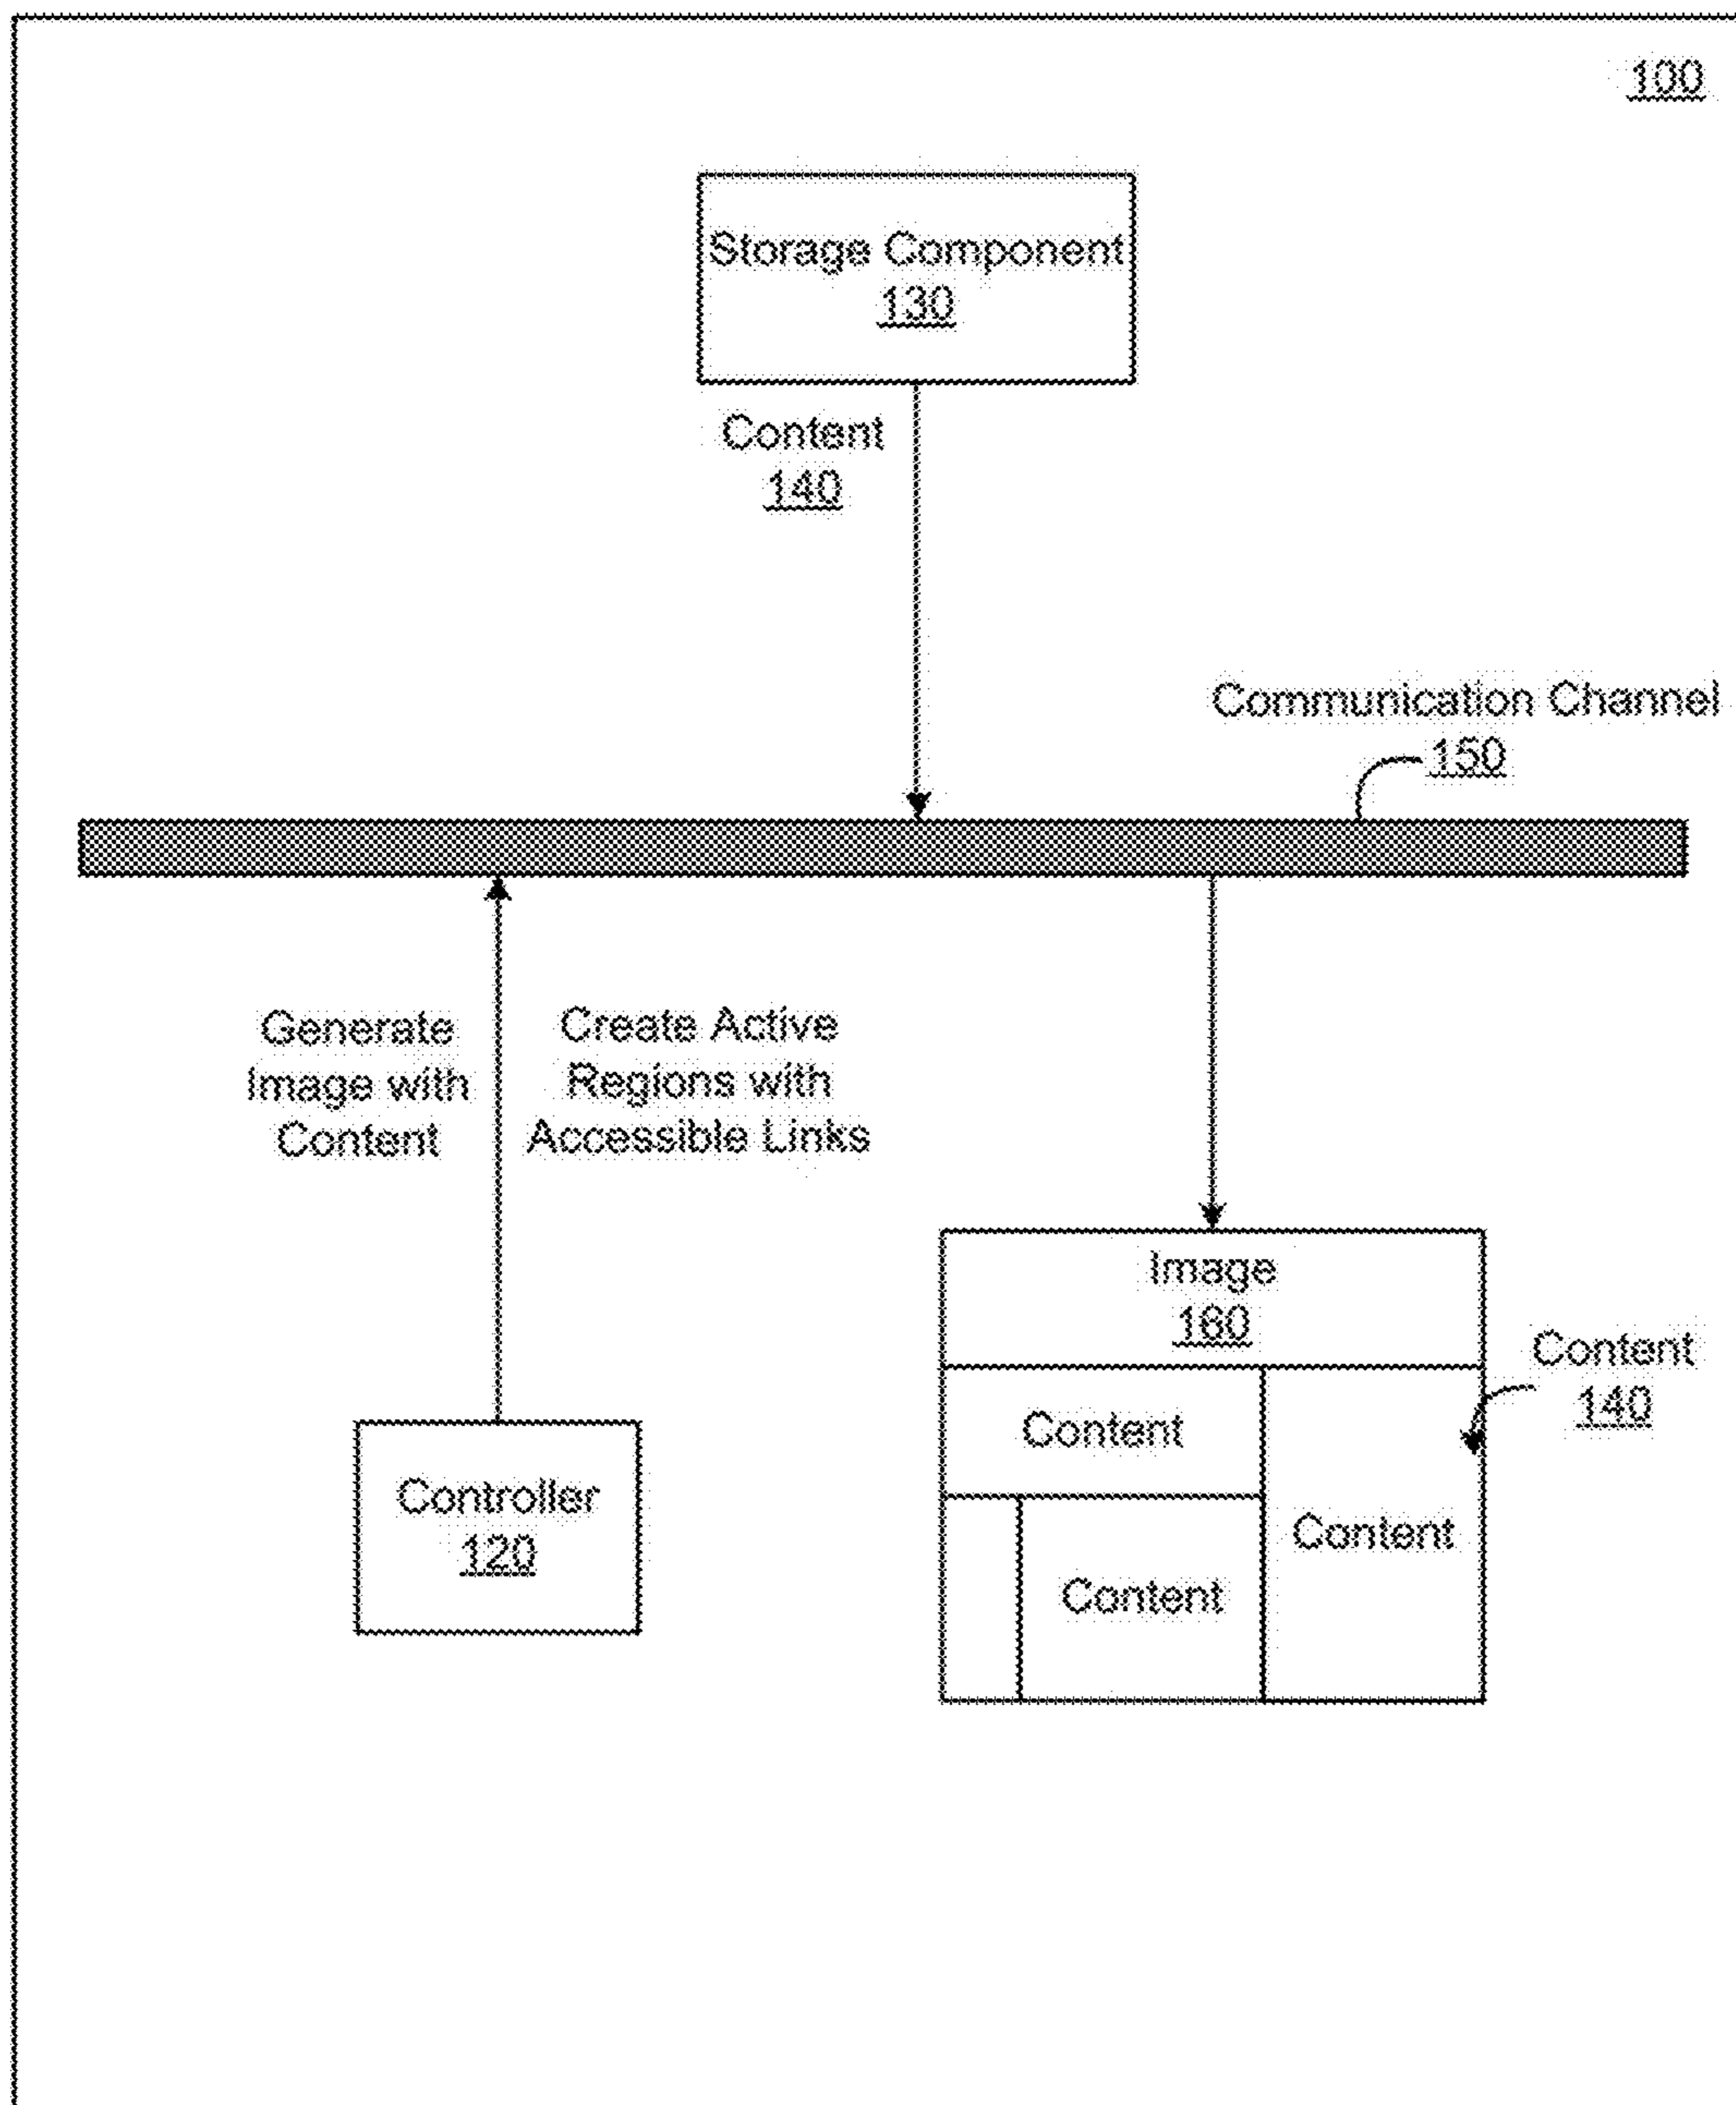 100
Storage Component
130
Content
140
Communication Channel
150
Generate
Image with
Content
Create Active
Regions with
Accessible Links
Image
160
Content
140
Content
Content
Content
Controller
120